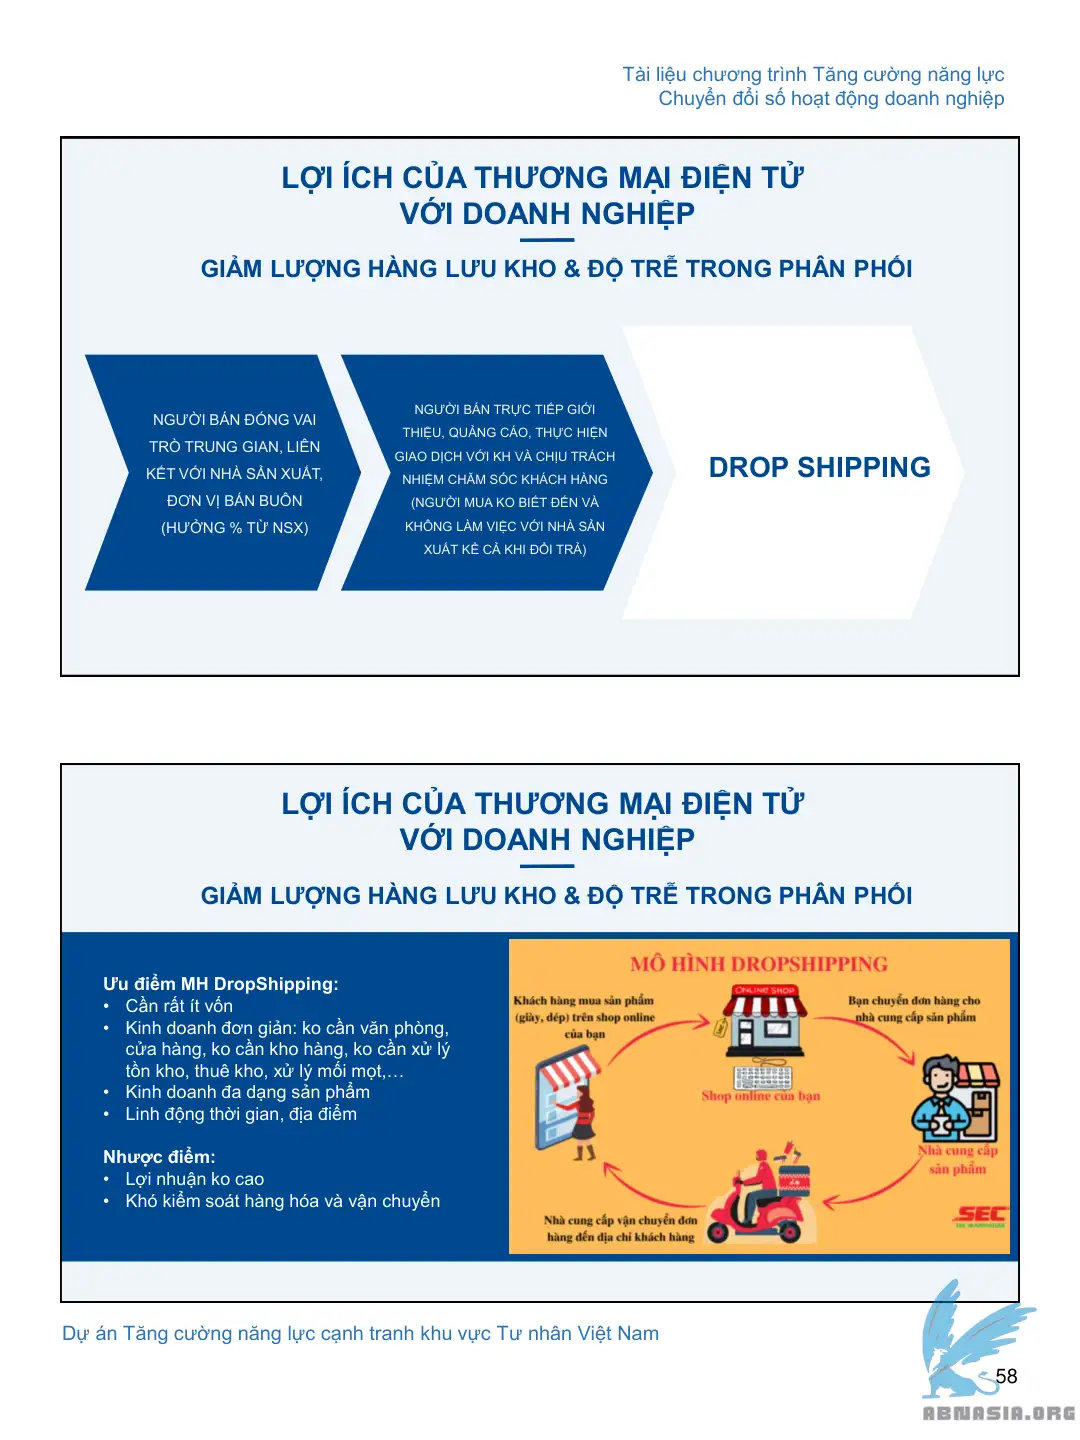 Tài liệu chương trình Tăng cường năng lực
Chuyển đổi số hoạt động doanh nghiệp
LỢI ÍCH CỦA THƯƠNG MẠI ĐIỆN TỬ
VỚI DOANH NGHIỆP
GIẢM LƯỢNG HÀNG LƯU KHO & ĐỘ TRỄ TRONG PHÂN PHỐI
NGƯỜI BÁN ĐÓNG VAI
TRÒ TRUNG GIAN, LIÊN
KẾT VỚI NHÀ SẢN XUẤT,
ĐƠN VỊ BÁN BUÔN
(HƯỞNG % TỪ NSX)
NGƯỜI BÁN TRỰC TIẾP GIỚI
THIỆU, QUẢNG CÁO, THỰC HIỆN
GIAO DỊCH VỚI KH VÀ CHỊU TRÁCH
NHIỆM CHĂM SÓC KHÁCH HÀNG
(NGƯỜI MUA KO BIẾT ĐẾN VÀ
KHÔNG LÀM VIỆC VỚI NHÀ SẢN
XUẤT KỂ CẢ KHI ĐỔI TRẢ)
DROP SHIPPING
LỢI ÍCH CỦA THƯƠNG MẠI ĐIỆN TỬ
VỚI DOANH NGHIỆP
GIẢM LƯỢNG HÀNG LƯU KHO & ĐỘ TRỄ TRONG PHÂN PHỐI
Ưu điểm MH DropShipping:
• Cần rất ít vốn
• Kinh doanh đơn giản: ko cần văn phòng,
cửa hàng, ko cần kho hàng, ko cần xử lý
tồn kho, thuê kho, xử lý mối mọt,…
• Kinh doanh đa dạng sản phẩm
• Linh động thời gian, địa điểm
Nhược điểm:
• Lợi nhuận ko cao
• Khó kiểm soát hàng hóa và vận chuyển
MÔ HÌNH DROPSHIPPING
Khách hàng mua sản phẩm
(giày, dép) trên shop online
của bạn
ONLINE SHOP
Bạn chuyển đơn hàng cho
nhà cung cấp sản phẩm
Shop online của bạn
Nhà cung cấp
sản phẩm
Nhà cung cấp vận chuyển đơn
hàng đến địa chỉ khách hàng
SEC
Dự án Tăng cường năng lực cạnh tranh khu vực Tư nhân Việt Nam
58
ABNASIA.ORG